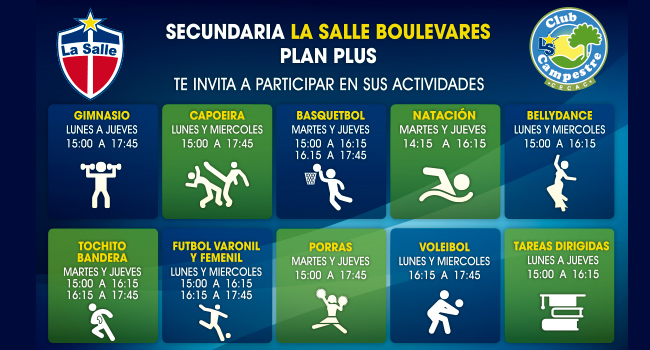 La Salle
SECUNDARIA LA SALLE BOULEVARES
PLAN PLUS
TE INVITA A PARTICIPAR EN SUS ACTIVIDADES
Club
LS
Campestre
CECAC
GIMNASIO
LUNES A JUEVES
15:00 A 17:45
CAPOEIRA
LUNES Y MIERCOLES
15:00 A 17:45
BASQUETBOL
MARTES Y JUEVES
15:00 A 16:15
16.15 A 17:45
NATACIÓN
MARTES Y JUEVES
14:15 A 16:15
BELLYDANCE
LUNES Y MIERCOLES
15:00 A 16:15
TOCHITO
BANDERA
MARTES Y JUEVES
15:00 A 16:15
16:15 A 17:45
FUTBOL VARONIL
Y FEMENIL
LUNES Y MIERCOLES
15:00 A 16:15
16:15 A 17:45
PORRAS
MARTES Y JUEVES
15:00 A 17:45
VOLEIBOL
LUNES Y MIERCOLES
16:15 A 17:45
TAREAS DIRIGIDAS
LUNES A JUEVES
15:00 A 16:15